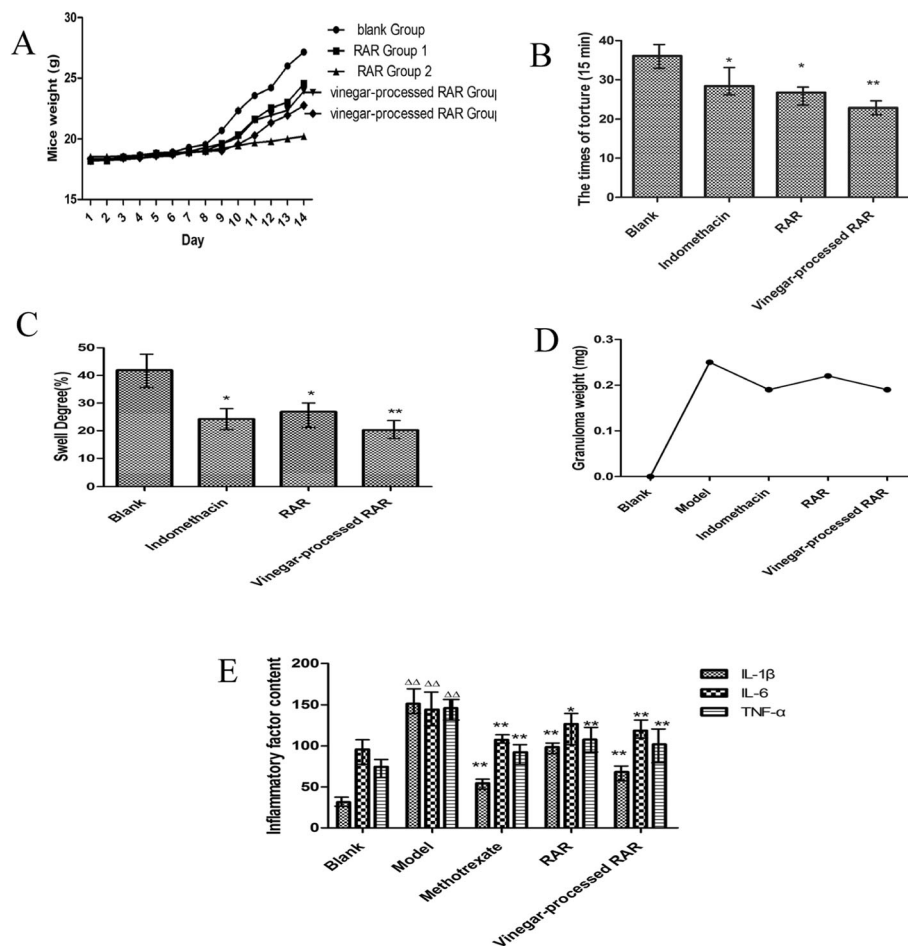 A
Mice weight (g)
30
25
20
15
1 2 3 4 5 6 7 8 9 10 11 12 13 14
Day
blank Group
RAR Group 1
RAR Group 2
vinegar-processed RAR Group
vinegar-processed RAR Group
B
The times of torture (15 min)
40
30
20
10
0
*
*
**
Blank
Indomethacin
RAR
Vinegar-processed RAR
C
Swell Degree(%)
50
40
30
20
10
0
*
*
**
Blank
Indomethacin
RAR
Vinegar-processed RAR
D
Granuloma weight (mg)
0.4
0.2
0.0
Blank
Model
Indomethacin
RAR
Vinegar-processed RAR
E
Inflammatory factor content
200
150
100
50
0
ΔΔ ΔΔ ΔΔ
** ** **
** * **
** ** **
Blank
Model
Methotrexate
RAR
Vinegar-processed RAR
IL-1β
IL-6
TNF-α